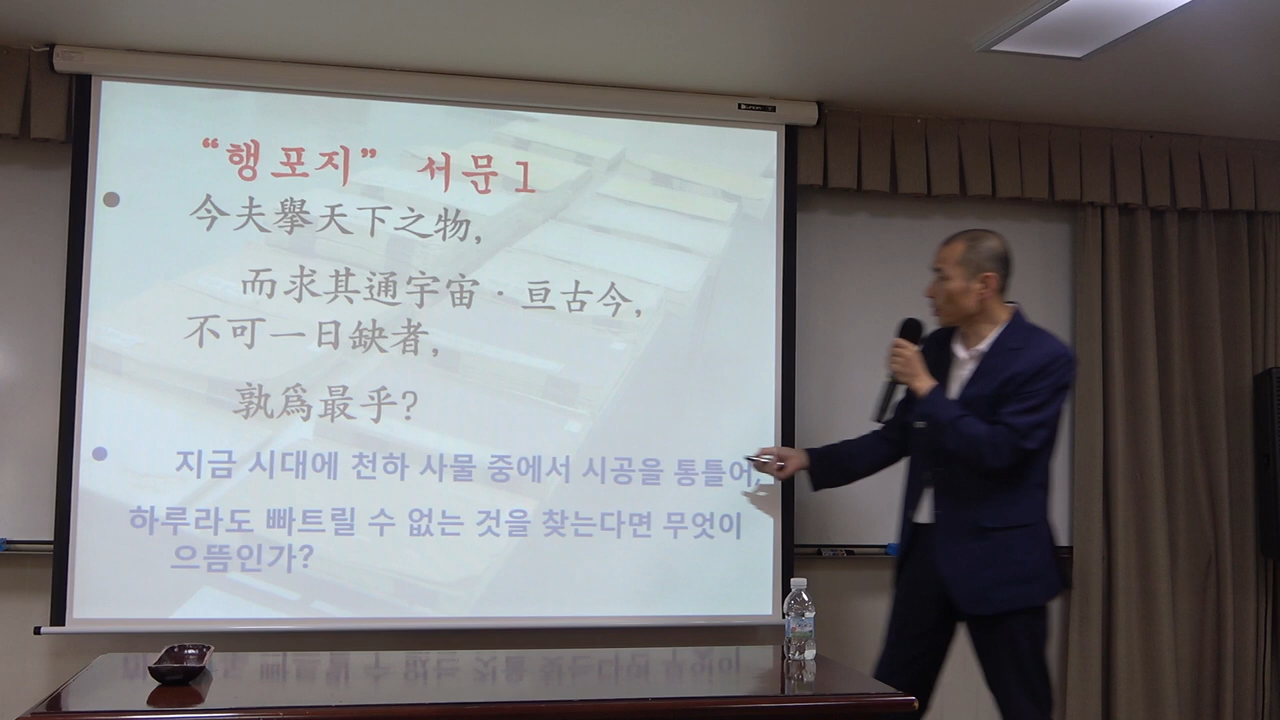 “행포지” 서문1
今夫擧天下之物,
而求其通宇宙·亘古今,
不可一日缺者,
孰爲最乎?
지금 시대에 천하 사물 중에서 시공을 통틀어,
하루라도 빠트릴 수 없는 것을 찾는다면 무엇이
으뜸인가?